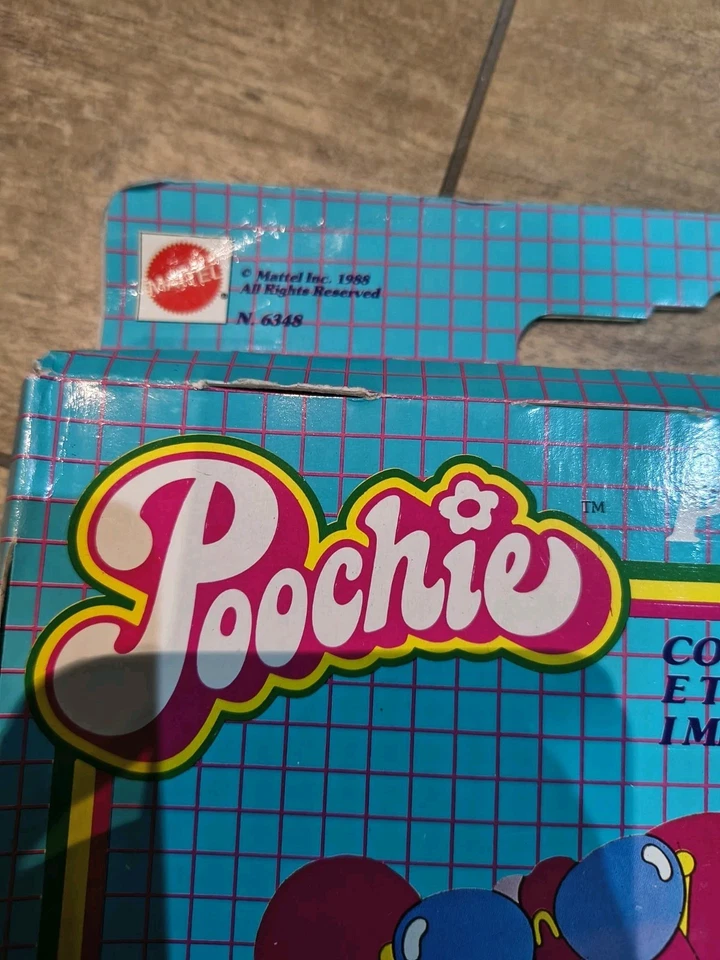 MATTEL
© Mattel Inc. 1988
All Rights Reserved
N. 6348
Poochie
TM
CO
E T
IM